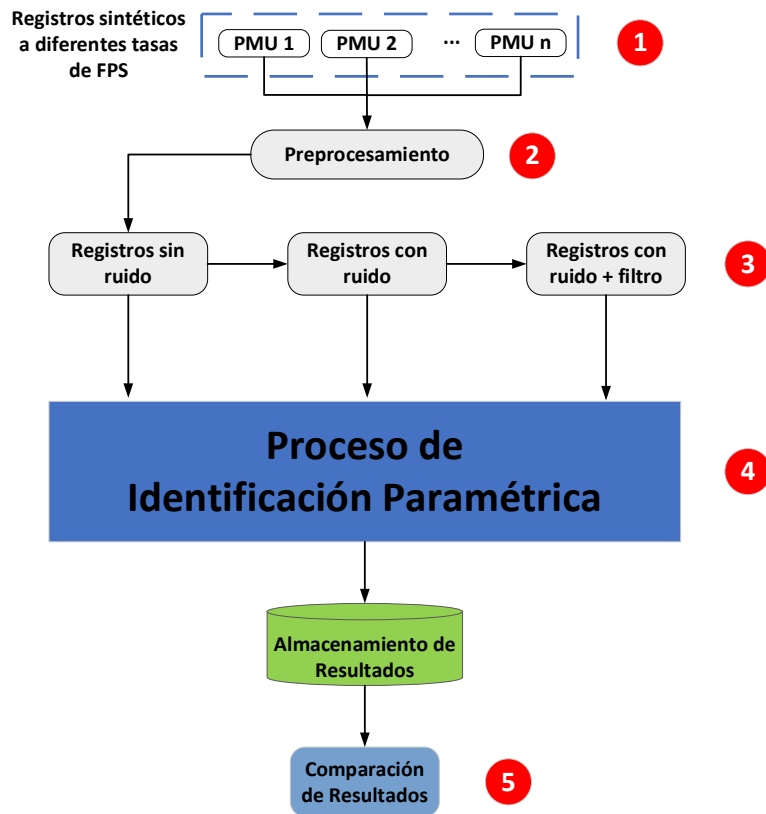 Registros sintéticos
a diferentes tasas
de FPS
PMU 1
PMU 2
...
PMU n
1
Preprocesamiento
2
Registros sin
ruido
Registros con
ruido
Registros con
ruido + filtro
3
Proceso de
Identificación Paramétrica
4
Almacenamiento de
Resultados
Comparación
de Resultados
5